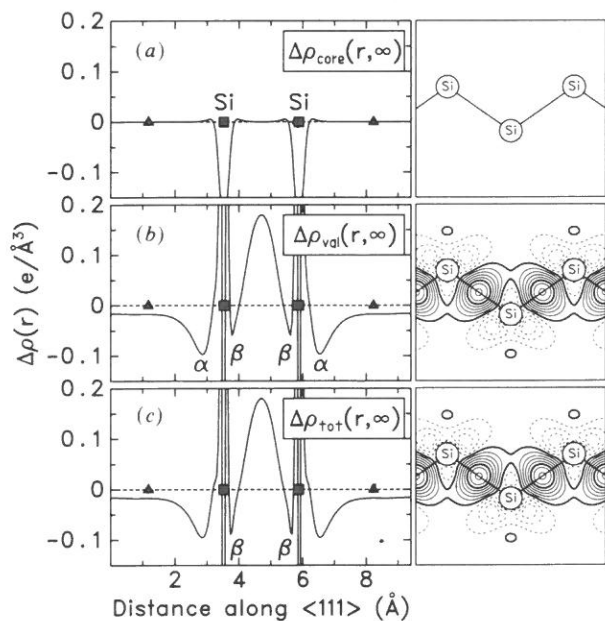 0.2
0.1
0
-0.1
(a)
Δρcore(r,∞)
Si
Si
Si
Si
Si
0.2
0.1
0
-0.1
(b)
Δρval(r,∞)
α
β
β
α
Si
Si
Si
0.2
0.1
0
-0.1
(c)
Δρtot(r,∞)
β
β
Si
Si
Si
Δρ(r) (e/Å³)
2
4
6
8
Distance along <111> (Å)